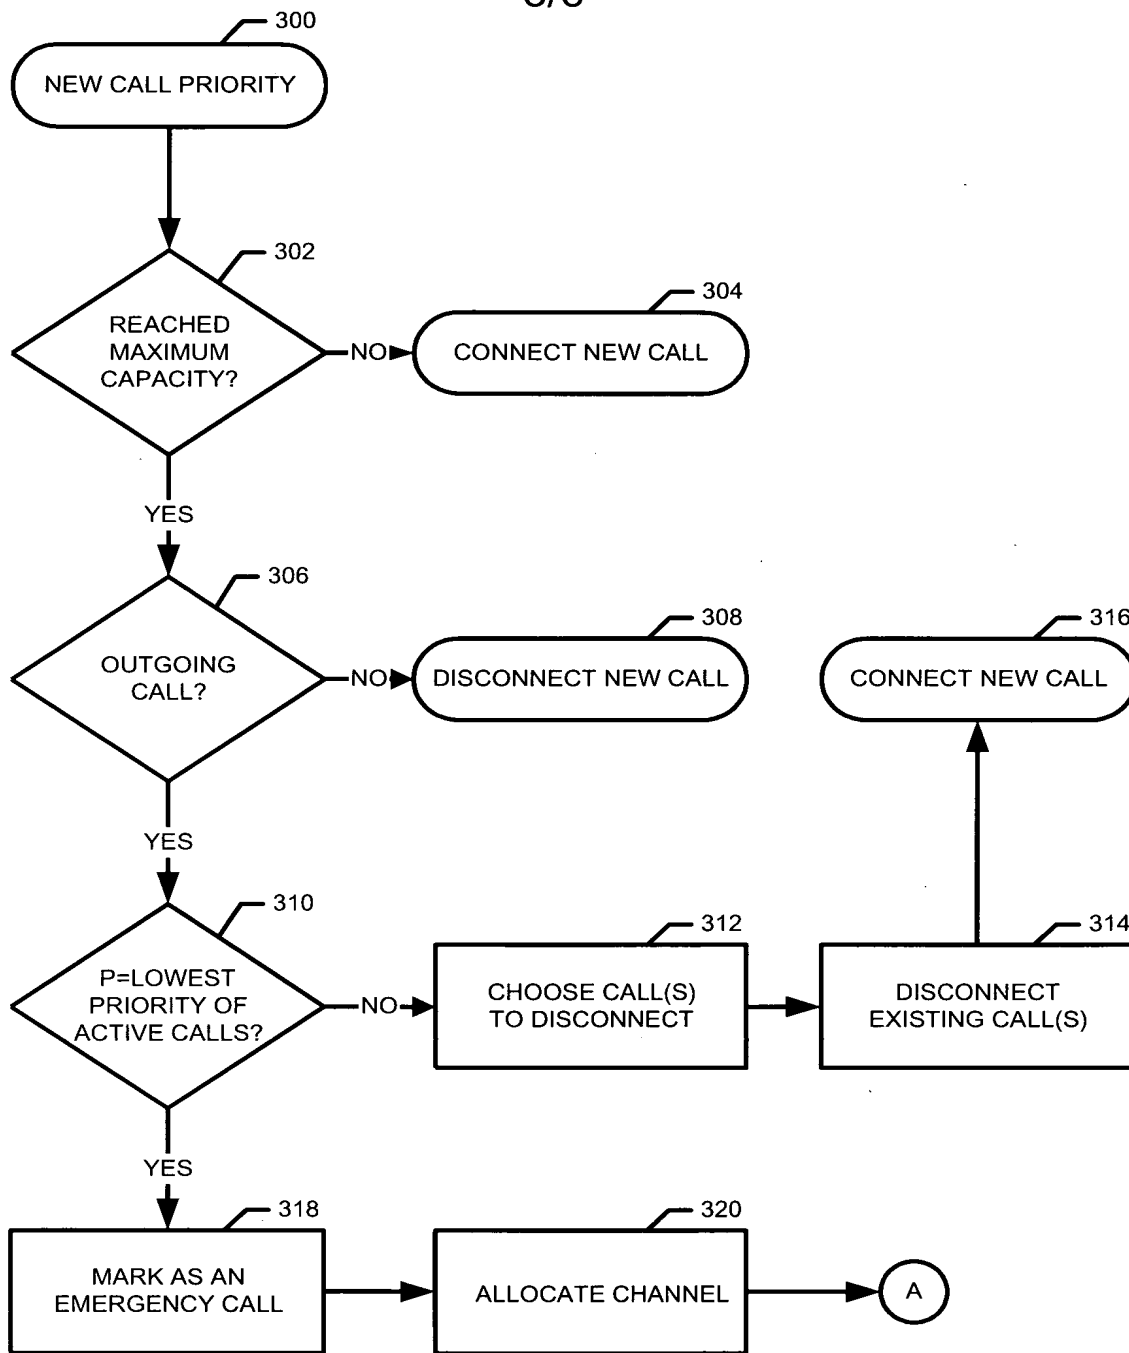 300
NEW CALL PRIORITY
302
REACHED
MAXIMUM
CAPACITY?
NO
304
CONNECT NEW CALL
YES
306
OUTGOING
CALL?
NO
308
DISCONNECT NEW CALL
316
CONNECT NEW CALL
YES
310
P=LOWEST
PRIORITY OF
ACTIVE CALLS?
NO
312
CHOOSE CALL(S)
TO DISCONNECT
314
DISCONNECT
EXISTING CALL(S)
YES
318
MARK AS AN
EMERGENCY CALL
320
ALLOCATE CHANNEL
A